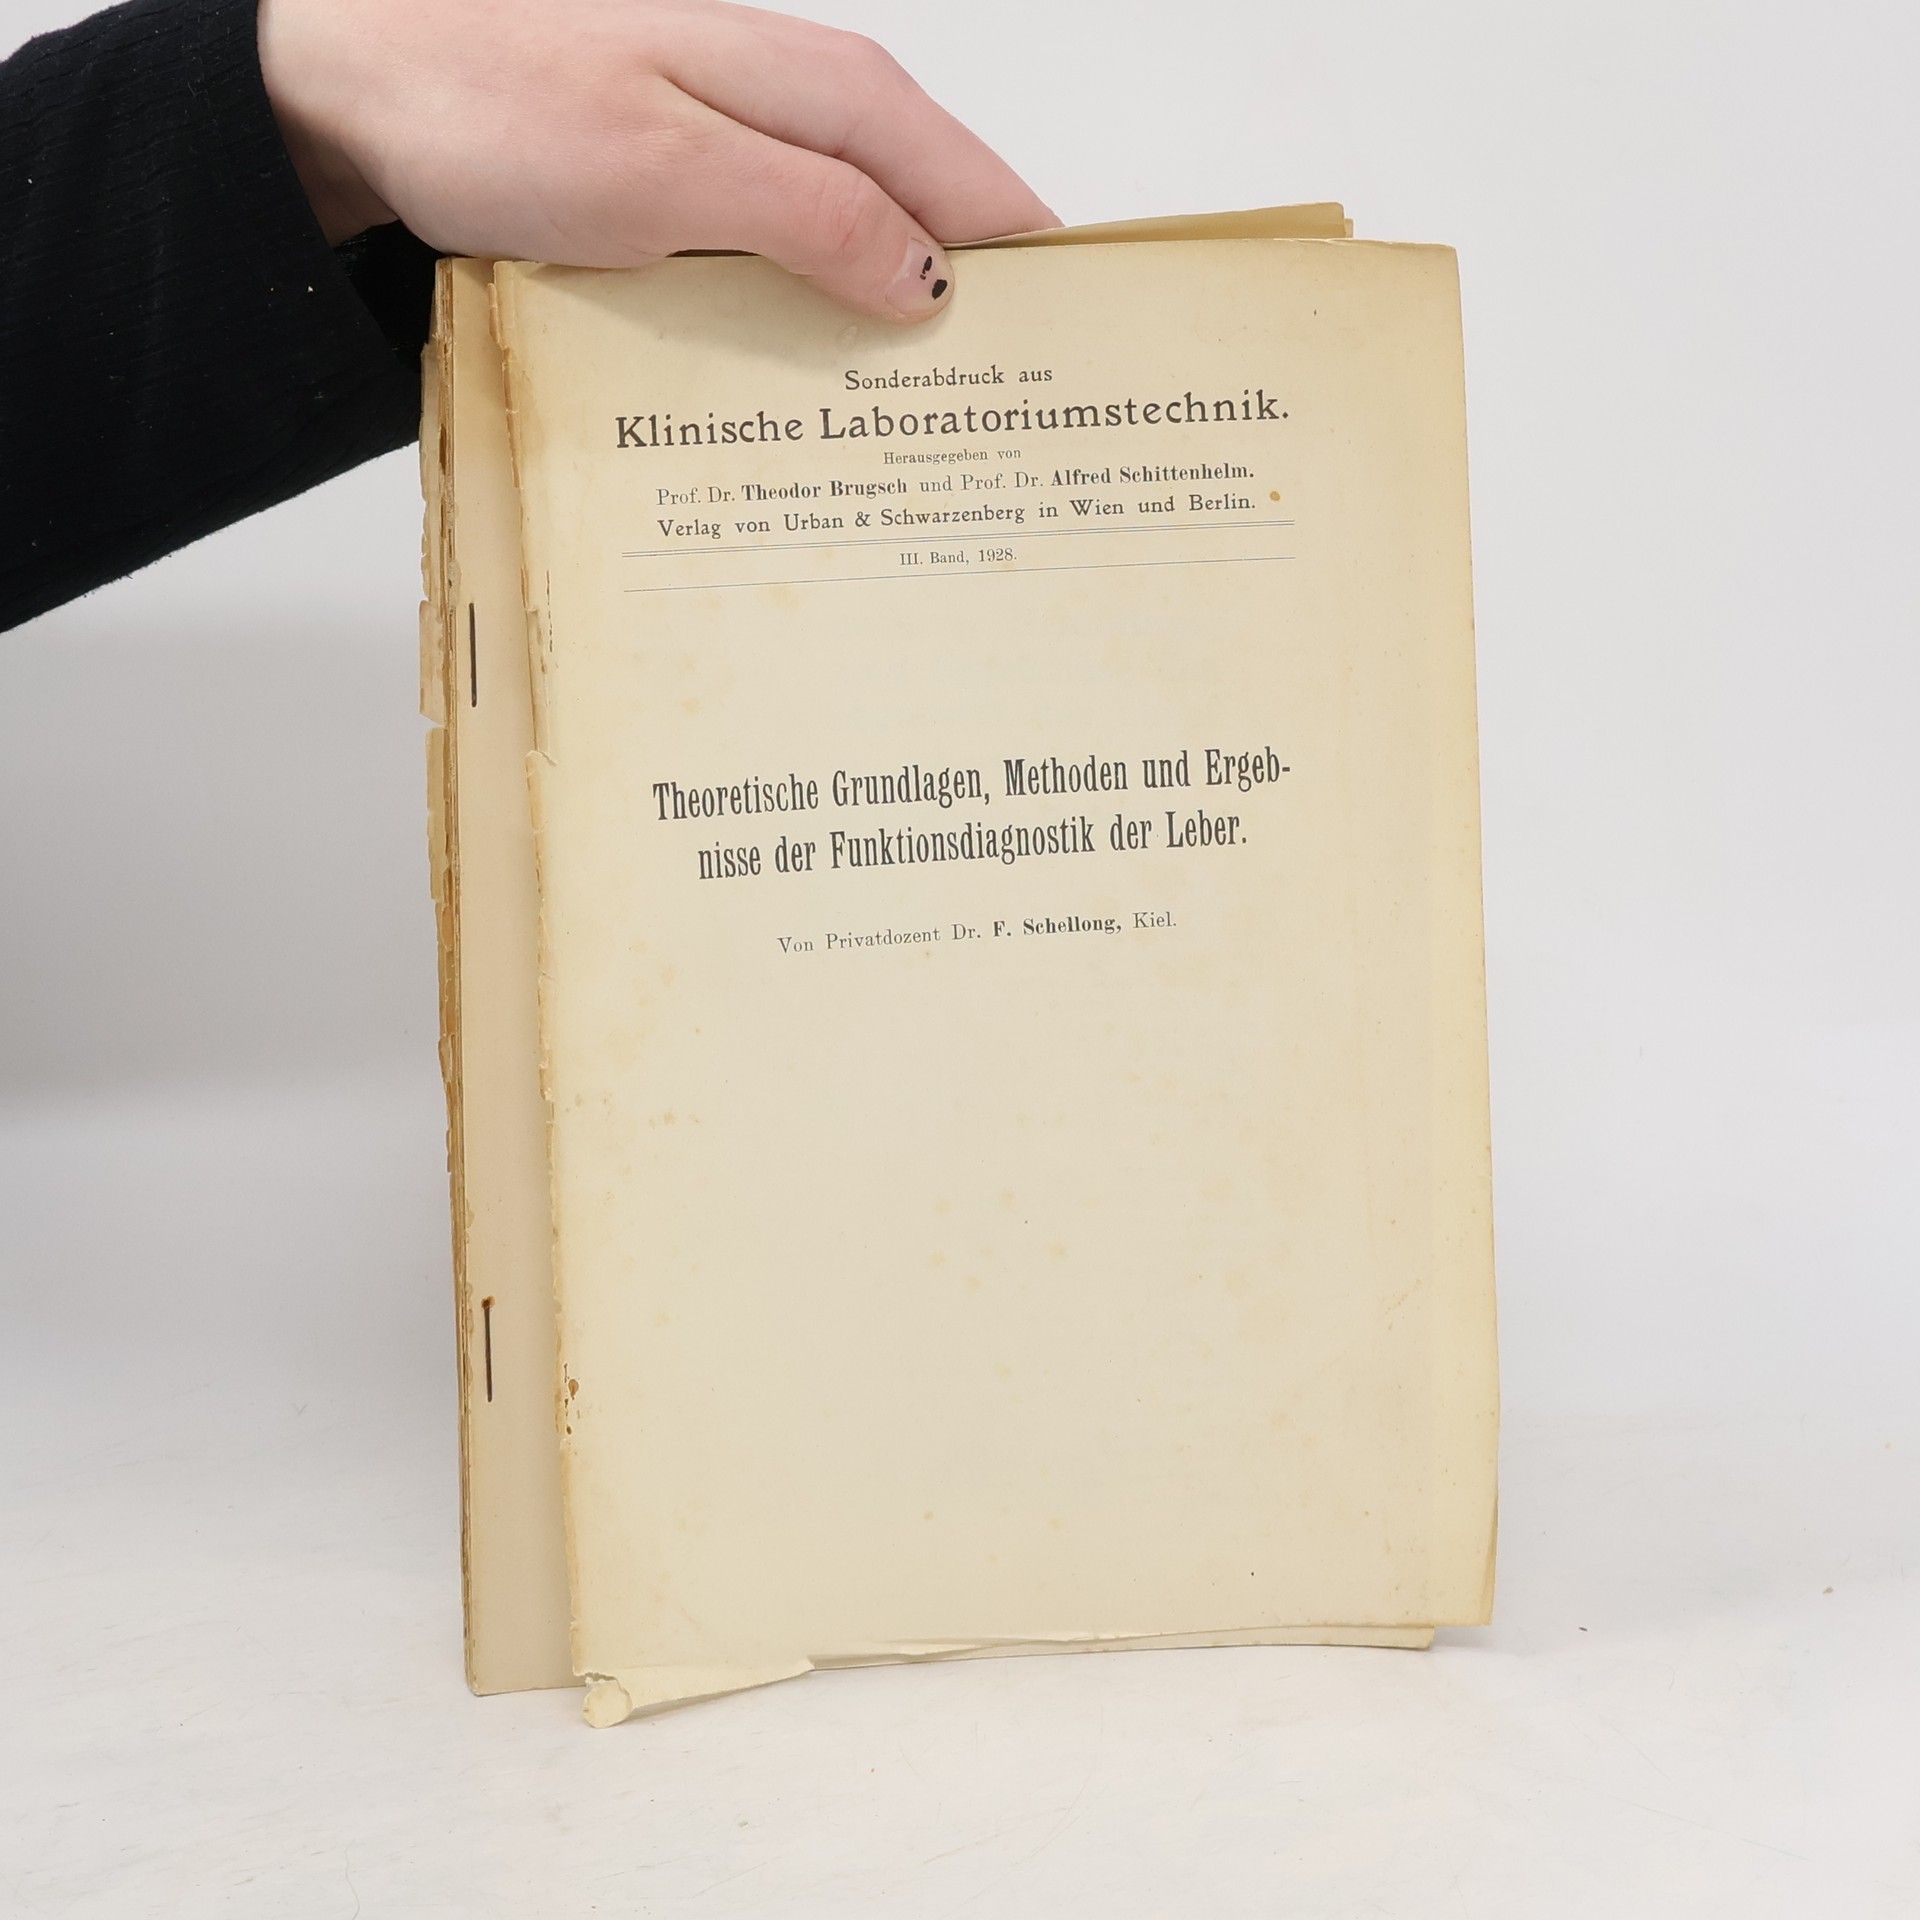 Sonderabdruck aus
Klinische Laboratoriumstechnik.
Herausgegeben von
Prof. Dr. Theodor Brugsch und Prof. Dr. Alfred Schittenhelm.
Verlag von Urban & Schwarzenberg in Wien und Berlin.
III. Band, 1928.
Theoretische Grundlagen, Methoden und Ergeb-
nisse der Funktionsdiagnostik der Leber.
Von Privatdozent Dr. F. Schellong, Kiel.